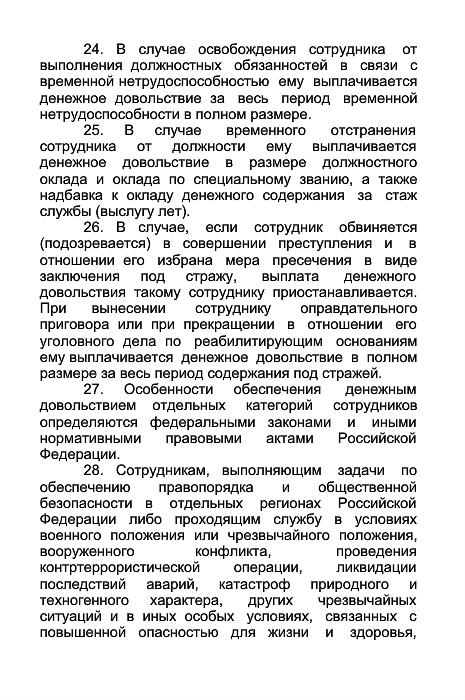 24. В случае освобождения сотрудника от
выполнения должностных обязанностей в связи с
временной нетрудоспособностью ему выплачивается
денежное довольствие за весь период временной
нетрудоспособности в полном размере.
25. В случае временного отстранения
сотрудника от должности ему выплачивается
денежное довольствие в размере должностного
оклада и оклада по специальному званию, а также
надбавка к окладу денежного содержания за стаж
службы (выслугу лет).
26. В случае, если сотрудник обвиняется
(подозревается) в совершении преступления и в
отношении его избрана мера пресечения в виде
заключения под стражу, выплата денежного
довольствия такому сотруднику приостанавливается.
При вынесении сотруднику оправдательного
приговора или при прекращении в отношении его
уголовного дела по реабилитирующим основаниям
ему выплачивается денежное довольствие в полном
размере за весь период содержания под стражей.
27. Особенности обеспечения денежным
довольствием отдельных категорий сотрудников
определяются федеральными законами и иными
нормативными правовыми актами Российской
Федерации.
28. Сотрудникам, выполняющим задачи по
обеспечению правопорядка и общественной
безопасности в отдельных регионах Российской
Федерации либо проходящим службу в условиях
военного положения или чрезвычайного положения,
вооруженного конфликта, проведения
контртеррористической операции, ликвидации
последствий аварий, катастроф природного и
техногенного характера, других чрезвычайных
ситуаций и в иных особых условиях, связанных с
повышенной опасностью для жизни и здоровья,